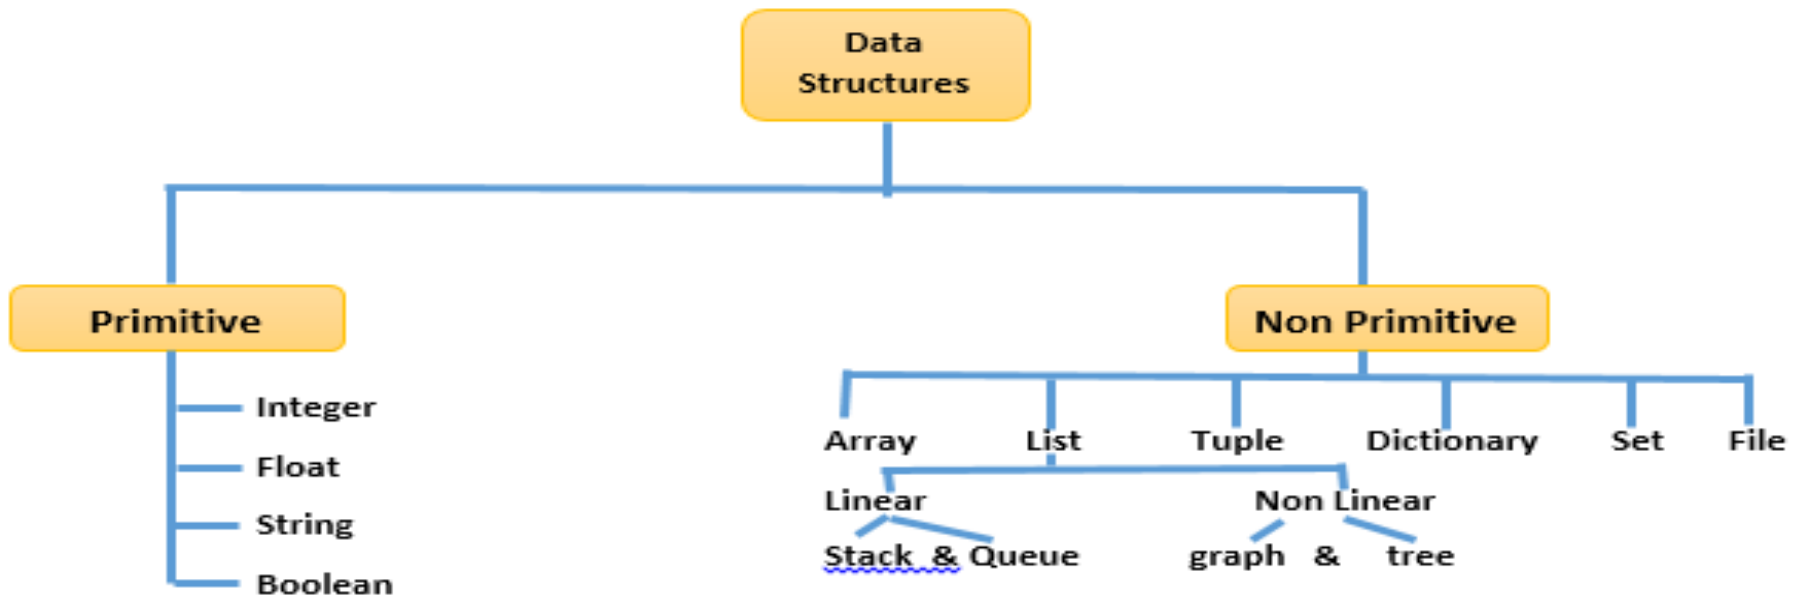 Data
Structures
Primitive
Non Primitive
Integer
Float
String
Boolean
Array List Tuple Dictionary Set File
Linear Non Linear
Stack & Queue graph & tree